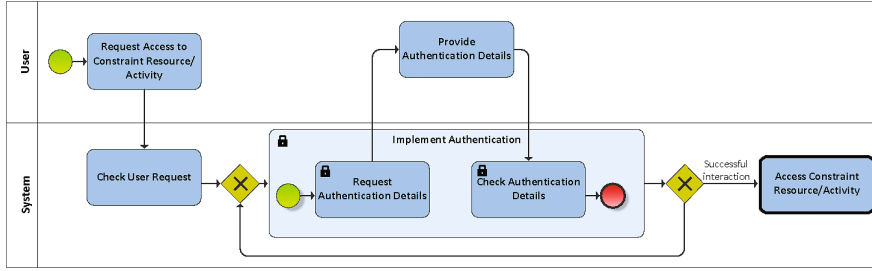 User
Request Access to
Constraint Resource/
Activity
Provide
Authentication Details
System
Check User Request
Implement Authentication
Request
Authentication Details
Check Authentication
Details
Successful
interaction
Access Constraint
Resource/Activity